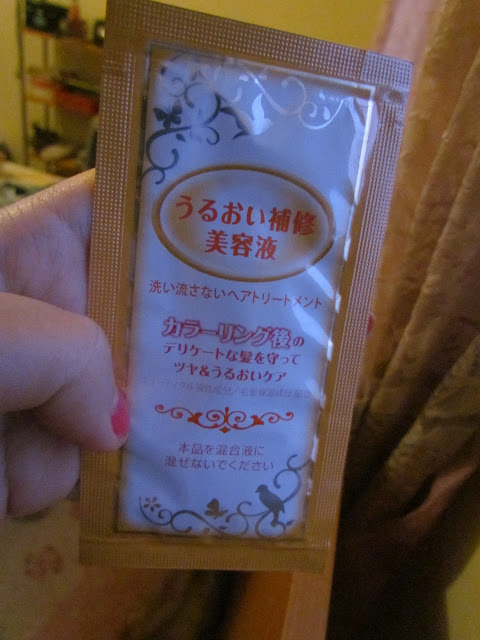 うるおい補修
美容液
洗い流さないヘアトリートメント
カラーリング後の
デリケートな髪を守って
ツヤ&うるおいケア
本品を混合液に
混ぜないでください